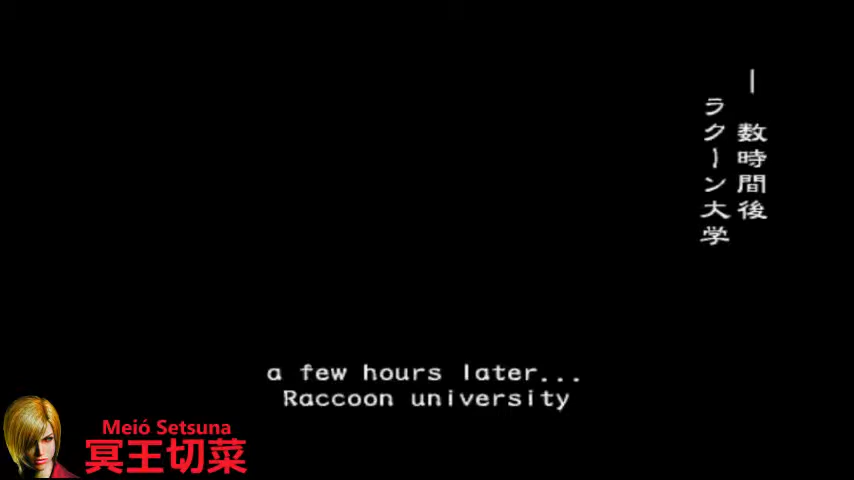 — 数時間後
ラクーン大学
a few hours later...
Raccoon university
Meió Setsuna
冥王切菜